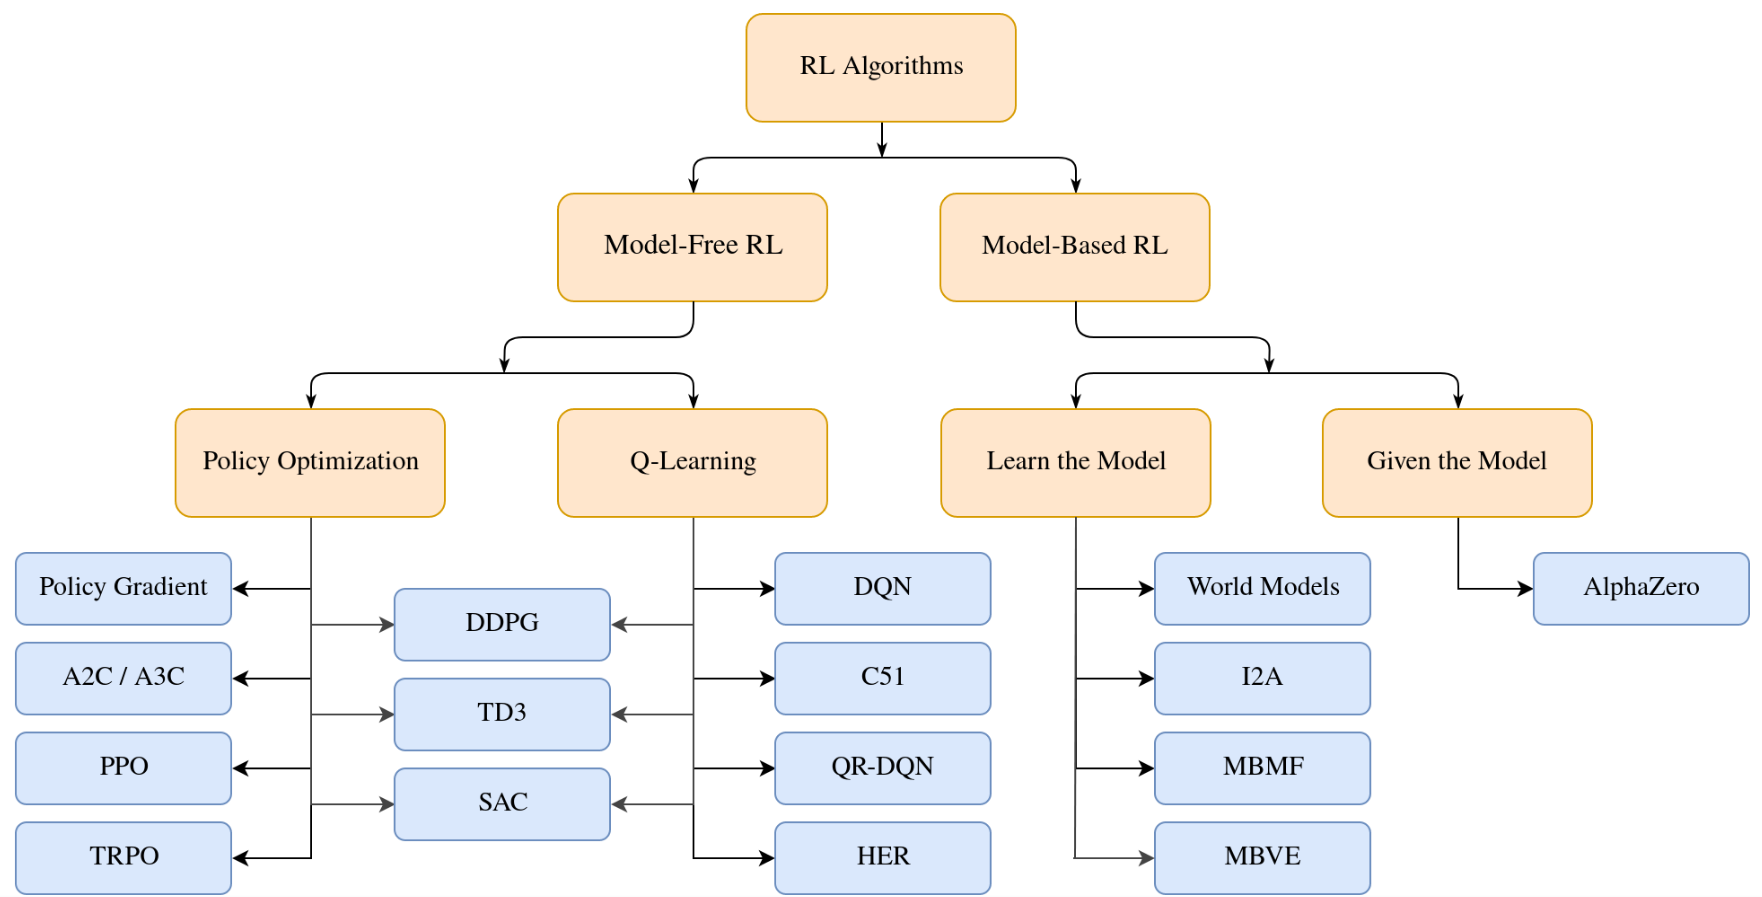 RL Algorithms
Model-Free RL
Model-Based RL
Policy Optimization
Q-Learning
Learn the Model
Given the Model
Policy Gradient
DDPG
DQN
World Models
AlphaZero
A2C / A3C
TD3
C51
I2A
PPO
SAC
QR-DQN
MBMF
TRPO
HER
MBVE